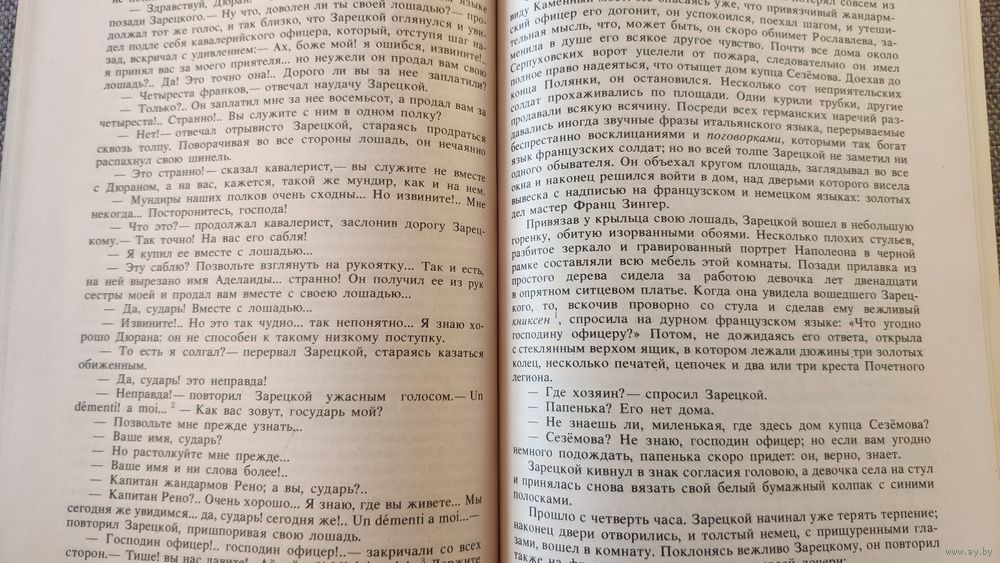 — Здравствуй, Дюран!
позади Зарецкого.— Ну что, доволен ли ты своей лошадью? — про-
должал тот же голос, и так близко, что Зарецкой оглянулся и уви-
дел подле себя кавалерийского офицера, который, отступя шаг на-
зад, вскричал с удивлением:— Ах, боже мой! я ошибся, извините!..
я принял вас за моего приятеля... но неужели он продал вам свою
лошадь?.. Да! Это точно она!.. Дорого ли вы за нее заплатили?
— Четыреста франков,— отвечал наудачу Зарецкой.
— Только?.. Он заплатил мне за нее восемьсот, а продал вам за
четыреста!.. Странно!.. Вы служите с ним в одном полку?
— Нет!— отвечал отрывисто Зарецкой, стараясь продраться
сквозь толпу. Поворачивая во все стороны лошадь, он нечаянно
распахнул свою шинель.
— Это странно!— сказал кавалерист,— вы служите не вместе
с Дюраном, а на вас, кажется, такой же мундир, как и на нем.
— Мундиры наших полков очень сходны... Но извините!.. Мне
некогда... Посторонитесь, господа!
— Что это?— продолжал кавалерист, заслонив дорогу Зарец-
кому.— Так точно! На вас его сабля!
— Я купил ее вместе с лошадью...
— Эту саблю? Позвольте взглянуть на рукоятку... Так и есть,
на ней вырезано имя Аделаиды... странно! Он получил ее из рук
сестры моей и продал вам вместе с своею лошадью...
— Да, сударь! Вместе с лошадью...
— Извините!.. Но это так чудно... так непонятно... Я знаю хо-
рошо Дюрана: он не способен к такому низкому поступку.
— То есть я солгал?— перервал Зарецкой, стараясь казаться
обиженным.
— Да, сударь! это неправда!
— Неправда!— повторил Зарецкой ужасным голосом.— Un
démenti! a moi... 2 — Как вас зовут, государь мой?
— Позвольте мне прежде узнать...
— Ваше имя, сударь?
— Но растолкуйте мне прежде...
— Ваше имя и ни слова более!..
— Капитан жандармов Рено; а вы, сударь?..
— Капитан Рено?.. Очень хорошо... Я знаю, где вы живете... Мы
сегодня же увидимся... да, сударь! сегодня же!.. Un démenti a moi...—
повторил Зарецкой, пришпоривая свою лошадь.
— Господин офицер!.. господин офицер!..— закричали со всех
сторон.— Тише! вы нас давите!
потерял совсем из
виду Каменный
опасаясь уже, что привязчивый жандарм-
ский офицер его догонит, он успокоился, поехал шагом, и утеши-
тельная мысль, что, может быть, он скоро обнимет Рославлева, за-
менила в душе его всякое другое чувство. Почти все дома около
Серпуховских ворот уцелели от пожара, следовательно он имел
полное право надеяться, что отыщет дом купца Сезёмова. Доехав до
конца Полянки, он остановился. Несколько сот неприятельских
солдат прохаживались по площади. Одни курили трубки, другие
продавали всякую всячину. Посреди всех германских наречий раз-
давались иногда звучные фразы итальянского языка, перерываемые
беспрестанно восклицаниями и поговорками, которыми так богат
язык французских солдат; но во всей толпе Зарецкой не заметил ни
одного обывателя. Он объехал кругом площадь, заглядывал во все
окна и наконец решился войти в дом, над дверьми которого висела
вывеска с надписью на французском и немецком языках: золотых
дел мастер Франц Зингер.
Привязав у крыльца свою лошадь, Зарецкой вошел в небольшую
горенку, обитую изорванными обоями. Несколько плохих стульев,
разбитое зеркало и гравированный портрет Наполеона в черной
рамке составляли всю мебель этой комнаты. Позади прилавка из
простого дерева сидела за работою девочка лет двенадцати
в опрятном ситцевом платье. Когда она увидела вошедшего Зарец-
кого, то, вскочив проворно со стула и сделав ему вежливый
книксен 1, спросила на дурном французском языке: «Что угодно
господину офицеру?» Потом, не дожидаясь его ответа, открыла
с стеклянным верхом ящик, в котором лежали дюжины три золотых
колец, несколько печатей, цепочек и два или три креста Почетного
легиона.
— Где хозяин?— спросил Зарецкой.
— Папенька? Его нет дома.
— Не знаешь ли, миленькая, где здесь дом купца Сезёмова?
— Сезёмова? Не знаю, господин офицер; но если вам угодно
немного подождать, папенька скоро придет: он, верно, знает.
Зарецкой кивнул в знак согласия головою, а девочка села на стул
и принялась снова вязать свой белый бумажный колпак с синими
полосками.
Прошло с четверть часа. Зарецкой начинал уже терять терпение;
наконец двери отворились, и толстый немец, с прищуренными гла-
зами, вошел в комнату. Поклонясь вежливо Зарецкому, он повторил
также на
www.ay.by